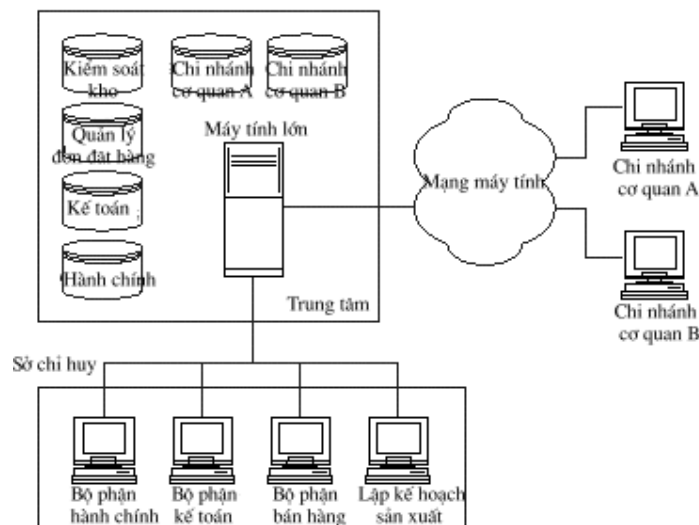 Kiểm soát
kho
Chi nhánh
cơ quan A
Chi nhánh
cơ quan B
Quản lý
đơn đặt hàng
Máy tính lớn
Kế toán
Hành chính
Trung tâm
Mạng máy tính
Chi nhánh
cơ quan A
Chi nhánh
cơ quan B
Sở chỉ huy
Bộ phận
hành chính
Bộ phận
kế toán
Bộ phận
bán hàng
Lập kế hoạch
sản xuất